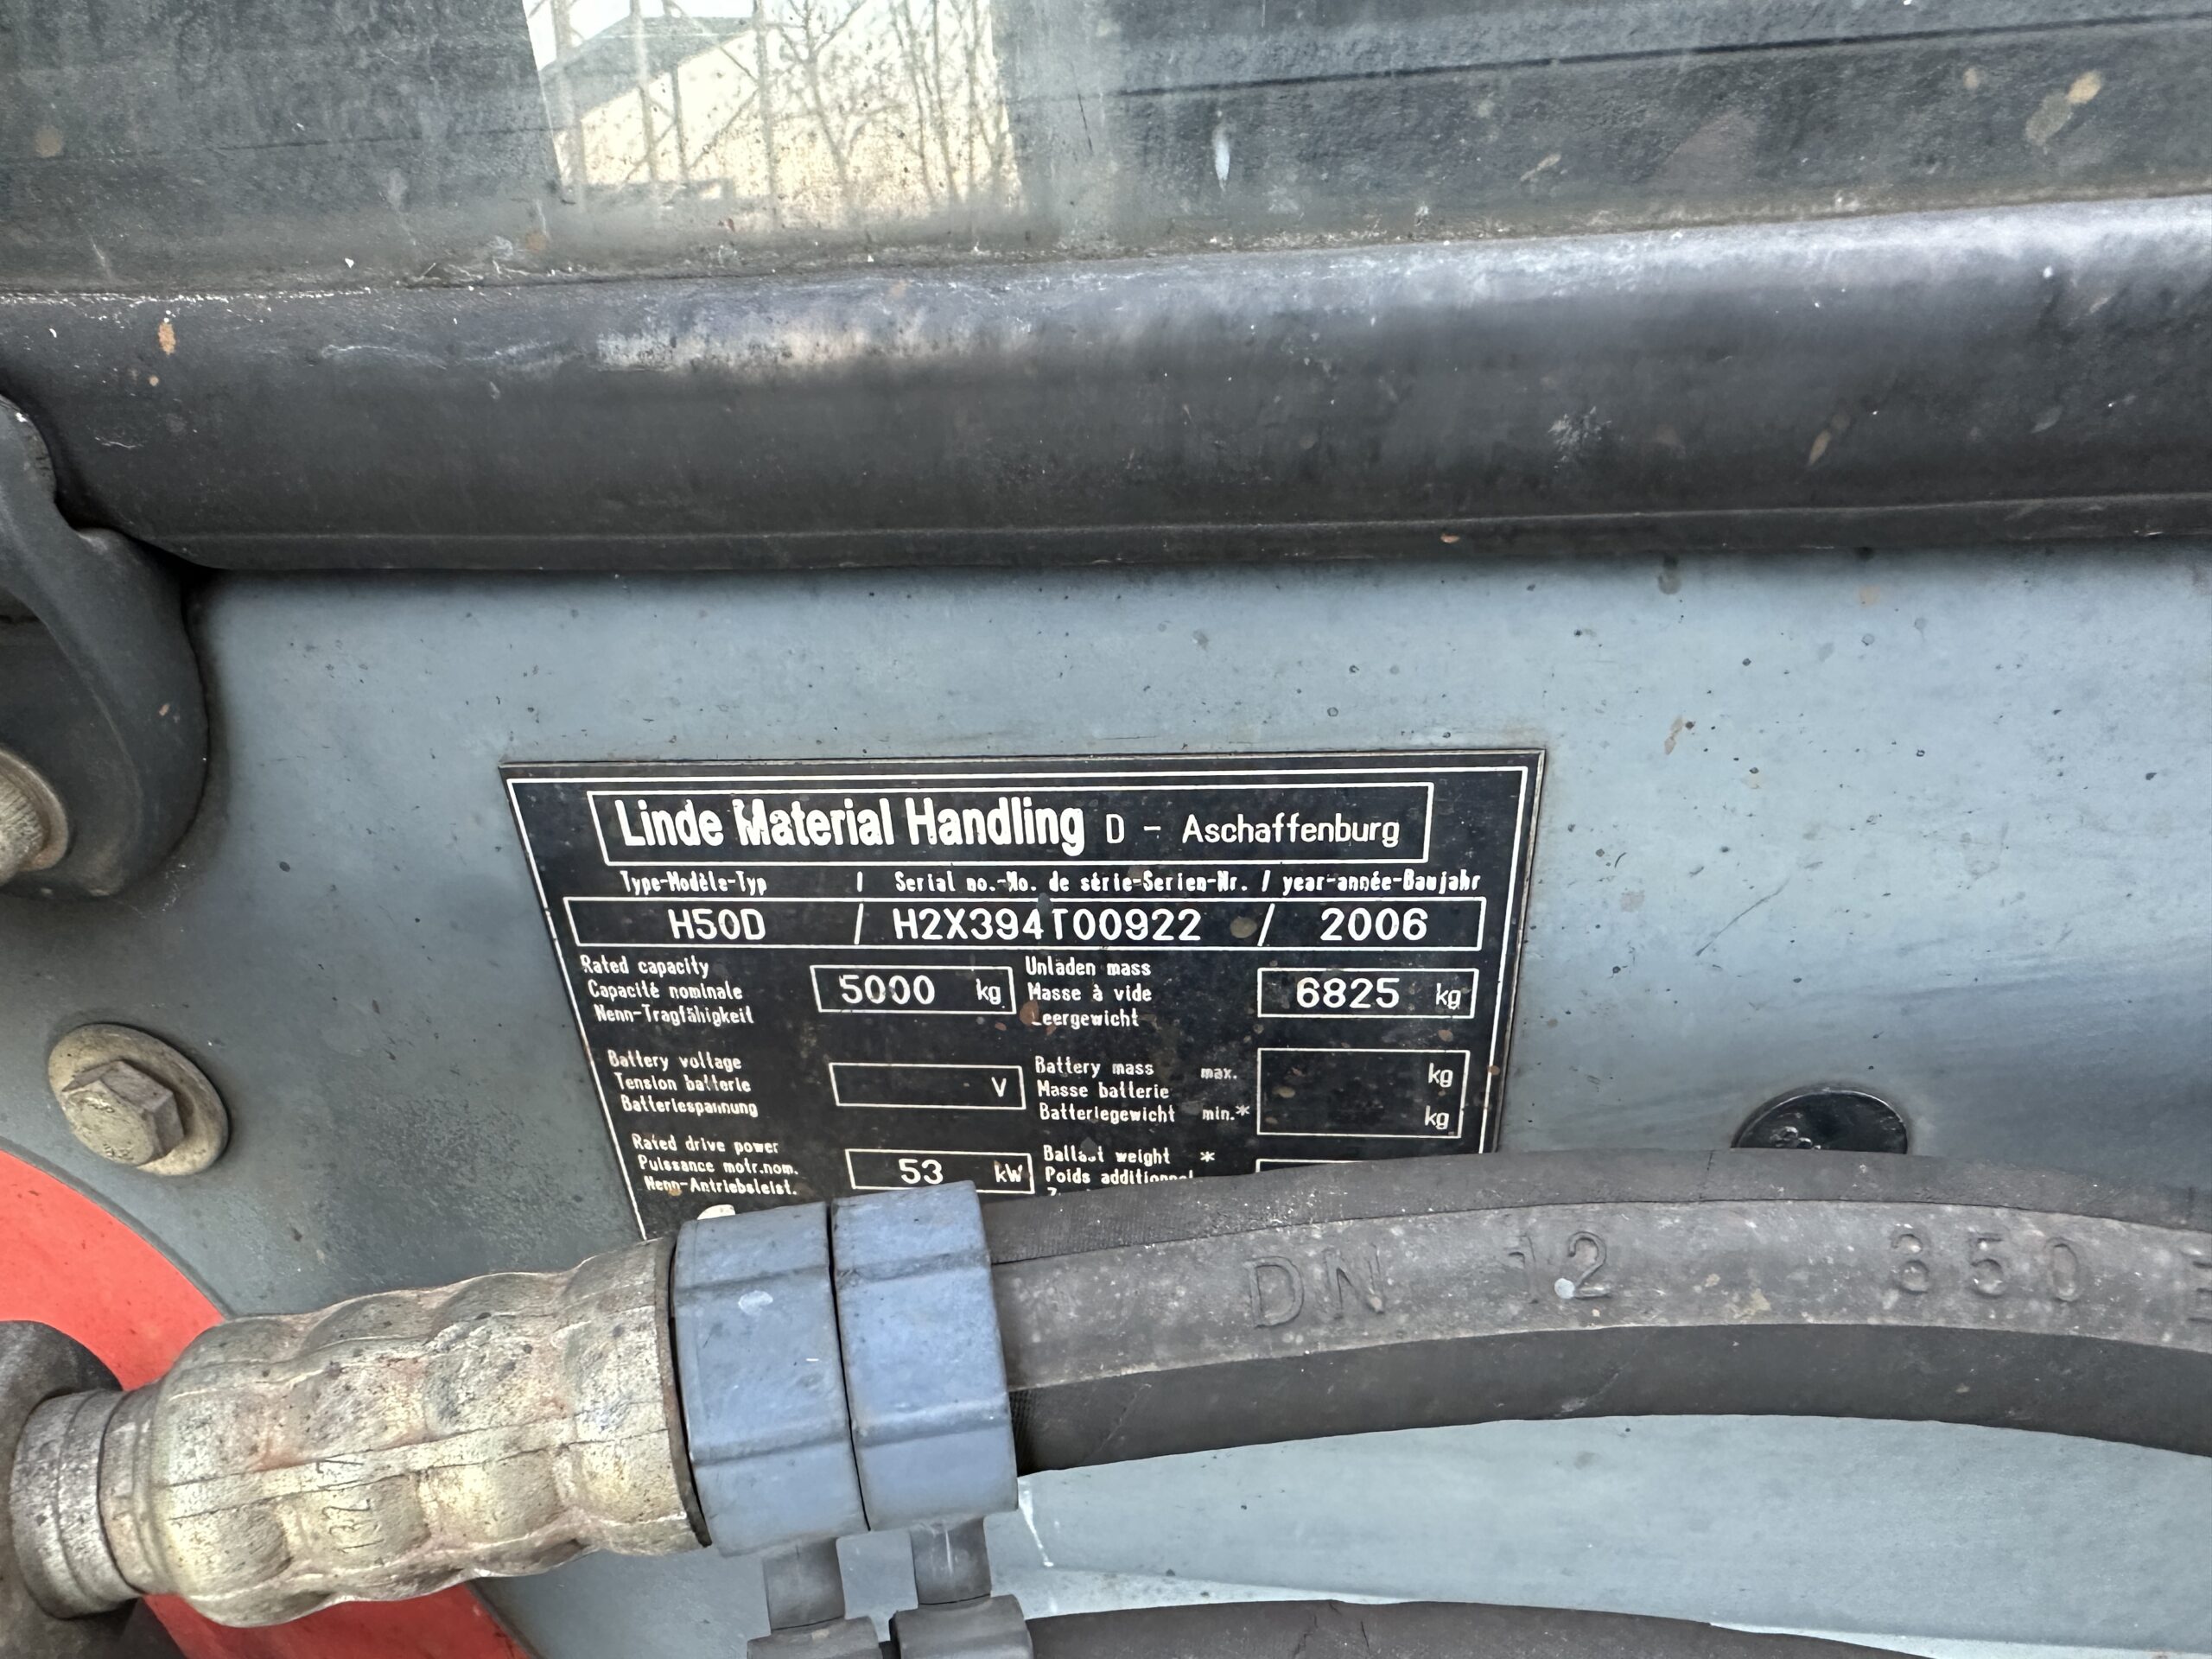 Linde Material Handling D - Aschaffenburg
Type-Modèle-Typ / Serial no.-No. de série-Serien-Nr. / year-année-Baujahr
H50D / H2X394T00922 / 2006
Rated capacity
Capacité nominale
Nenn-Tragfähigkeit
5000 kg
Unladen mass
Masse à vide
Leergewicht
6825 kg
Battery voltage
Tension batterie
Batteriespannung
V
Battery mass max. kg
Masse batterie
Batteriegewicht min.* kg
Rated drive power
Puissance motr.nom.
Nenn-Antriebsleist.
53 kW
Ballast weight *
Poids additionnel
DN 12 350